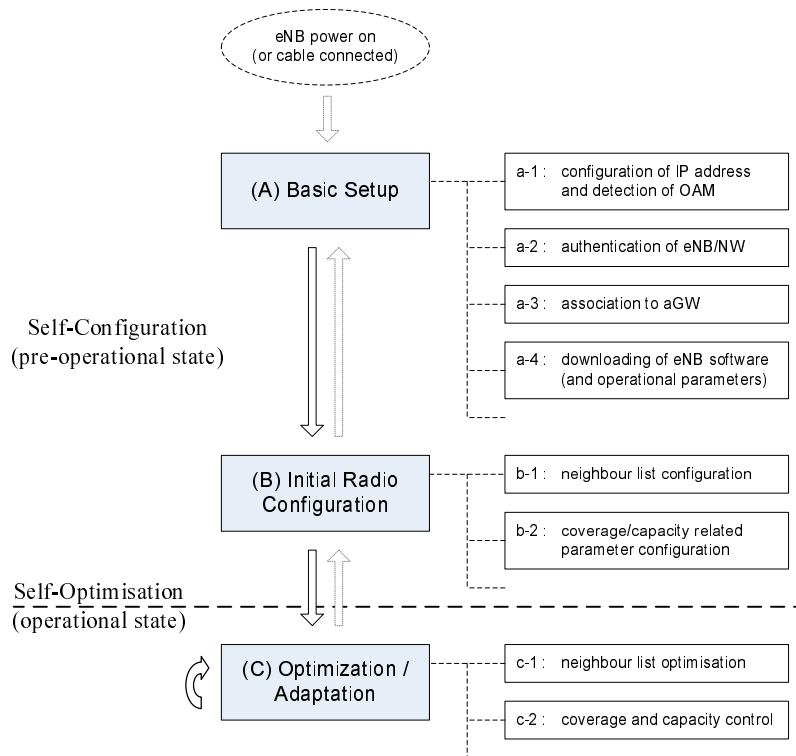 eNB power on
(or cable connected)
(A) Basic Setup
a-1 : configuration of IP address
and detection of OAM
a-2 : authentication of eNB/NW
a-3 : association to aGW
a-4 : downloading of eNB software
(and operational parameters)
Self-Configuration
(pre-operational state)
(B) Initial Radio
Configuration
b-1 : neighbour list configuration
b-2 : coverage/capacity related
parameter configuration
Self-Optimisation
(operational state)
(C) Optimization /
Adaptation
c-1 : neighbour list optimisation
c-2 : coverage and capacity control